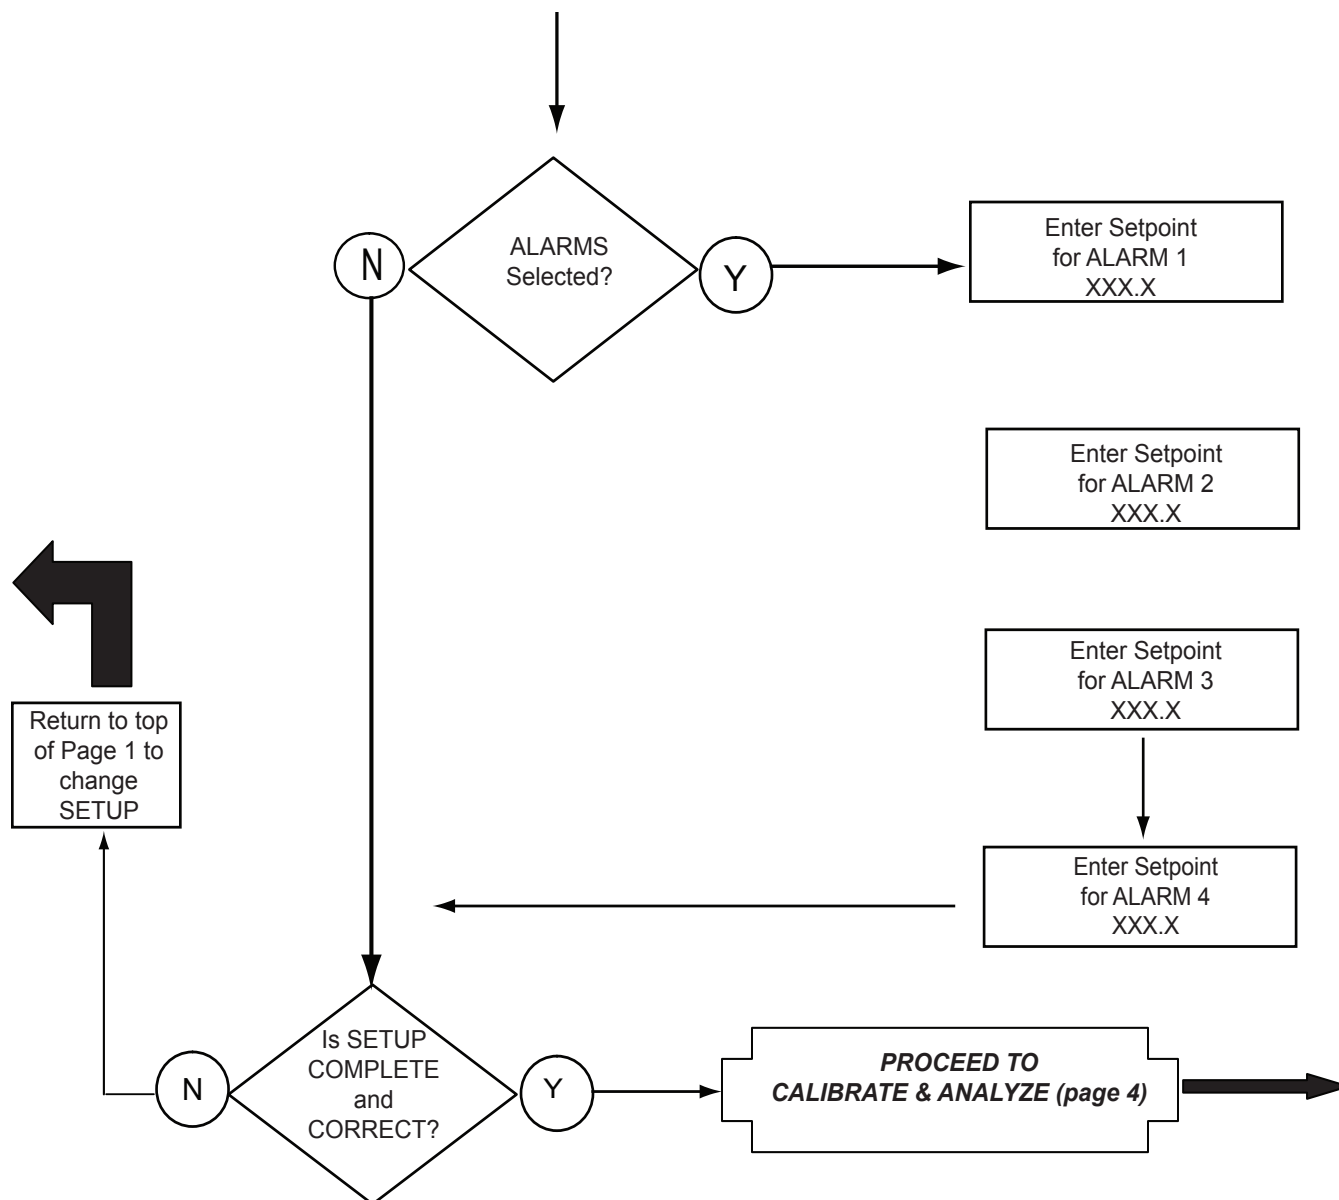 ALARMS
Selected?
N
Y
Enter Setpoint
for ALARM 1
XXX.X
Enter Setpoint
for ALARM 2
XXX.X
Enter Setpoint
for ALARM 3
XXX.X
Enter Setpoint
for ALARM 4
XXX.X
Return to top
of Page 1 to
change
SETUP
Is SETUP
COMPLETE
and
CORRECT?
N
Y
PROCEED TO
CALIBRATE & ANALYZE (page 4)